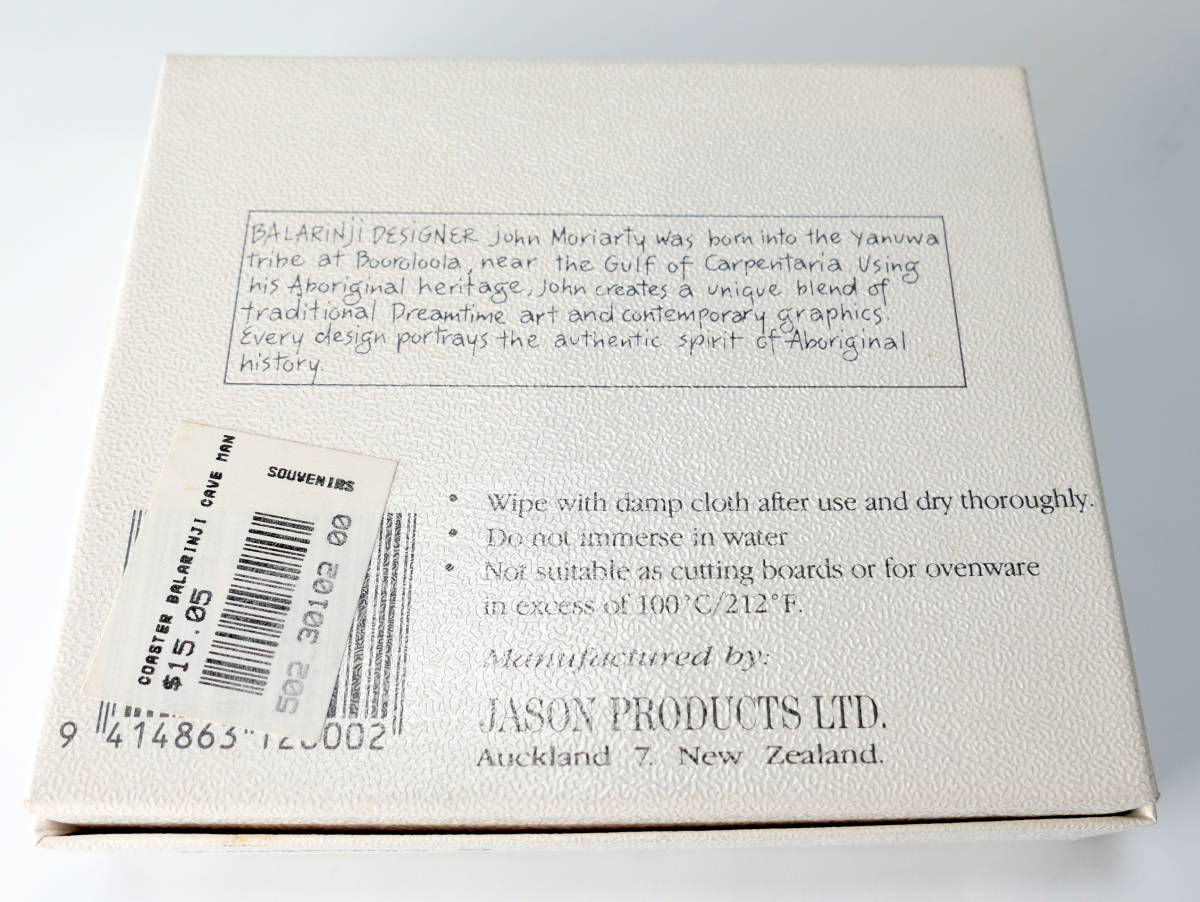 BALARINJI DESIGNER John Moriarty was born into the Yanuwa
tribe at Booroloola, near the Gulf of Carpentaria. Using
his Aboriginal heritage, John creates a unique blend of
traditional Dreamtime art and contemporary graphics.
Every design portrays the authentic spirit of Aboriginal
history.
SOUVENIRS
COASTER BALARINJI CAVE MAN
$15.05
502 30102 00
9 414863 120002
• Wipe with damp cloth after use and dry thoroughly.
• Do not immerse in water
• Not suitable as cutting boards or for ovenware
in excess of 100°C/212°F.
Manufactured by:
JASON PRODUCTS LTD.
Auckland 7. New Zealand.